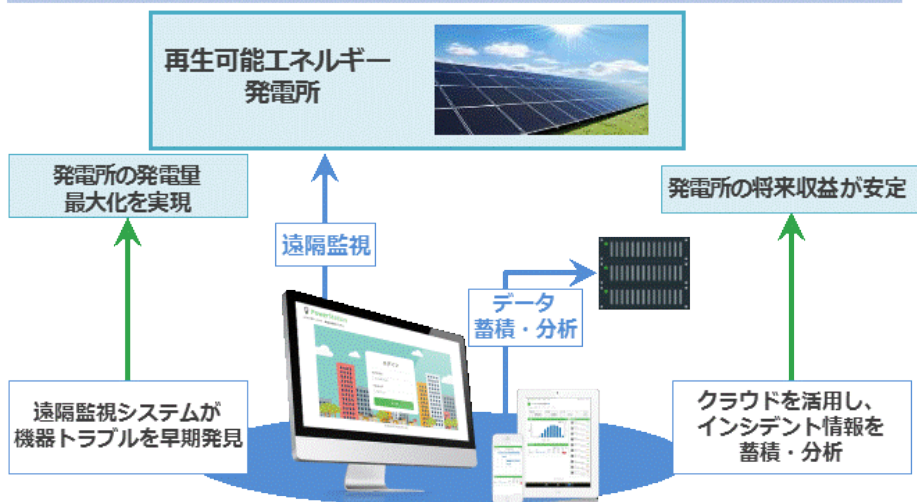 再生可能エネルギー
発電所
発電所の発電量
最大化を実現
発電所の将来収益が安定
遠隔監視
データ
蓄積・分析
ログイン
遠隔監視システムが
機器トラブルを早期発見
クラウドを活用し、
インシデント情報を
蓄積・分析